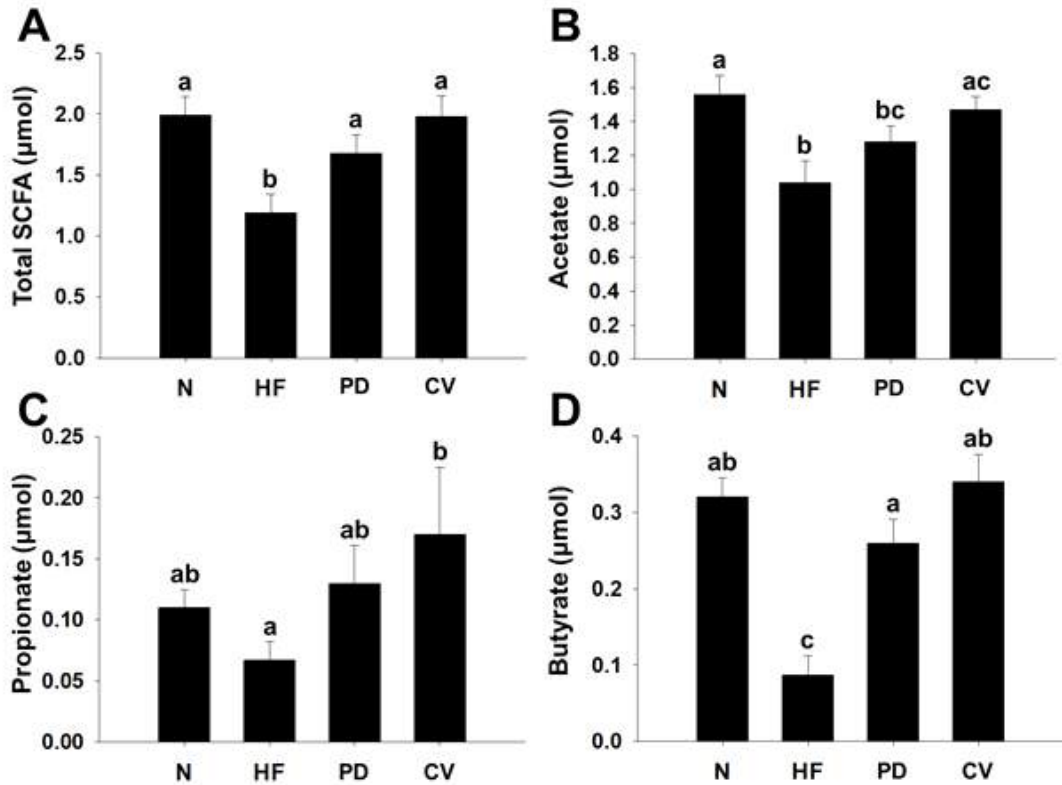 A
Total SCFA (µmol)
2.5
2.0
1.5
1.0
0.5
0.0
a
b
a
a
N HF PD CV
B
Acetate (µmol)
1.8
1.6
1.4
1.2
1.0
0.8
0.6
0.4
0.2
0.0
a
b
bc
ac
N HF PD CV
C
Propionate (µmol)
0.25
0.20
0.15
0.10
0.05
0.00
ab
a
ab
b
N HF PD CV
D
Butyrate (µmol)
0.4
0.3
0.2
0.1
0.0
ab
c
a
ab
N HF PD CV